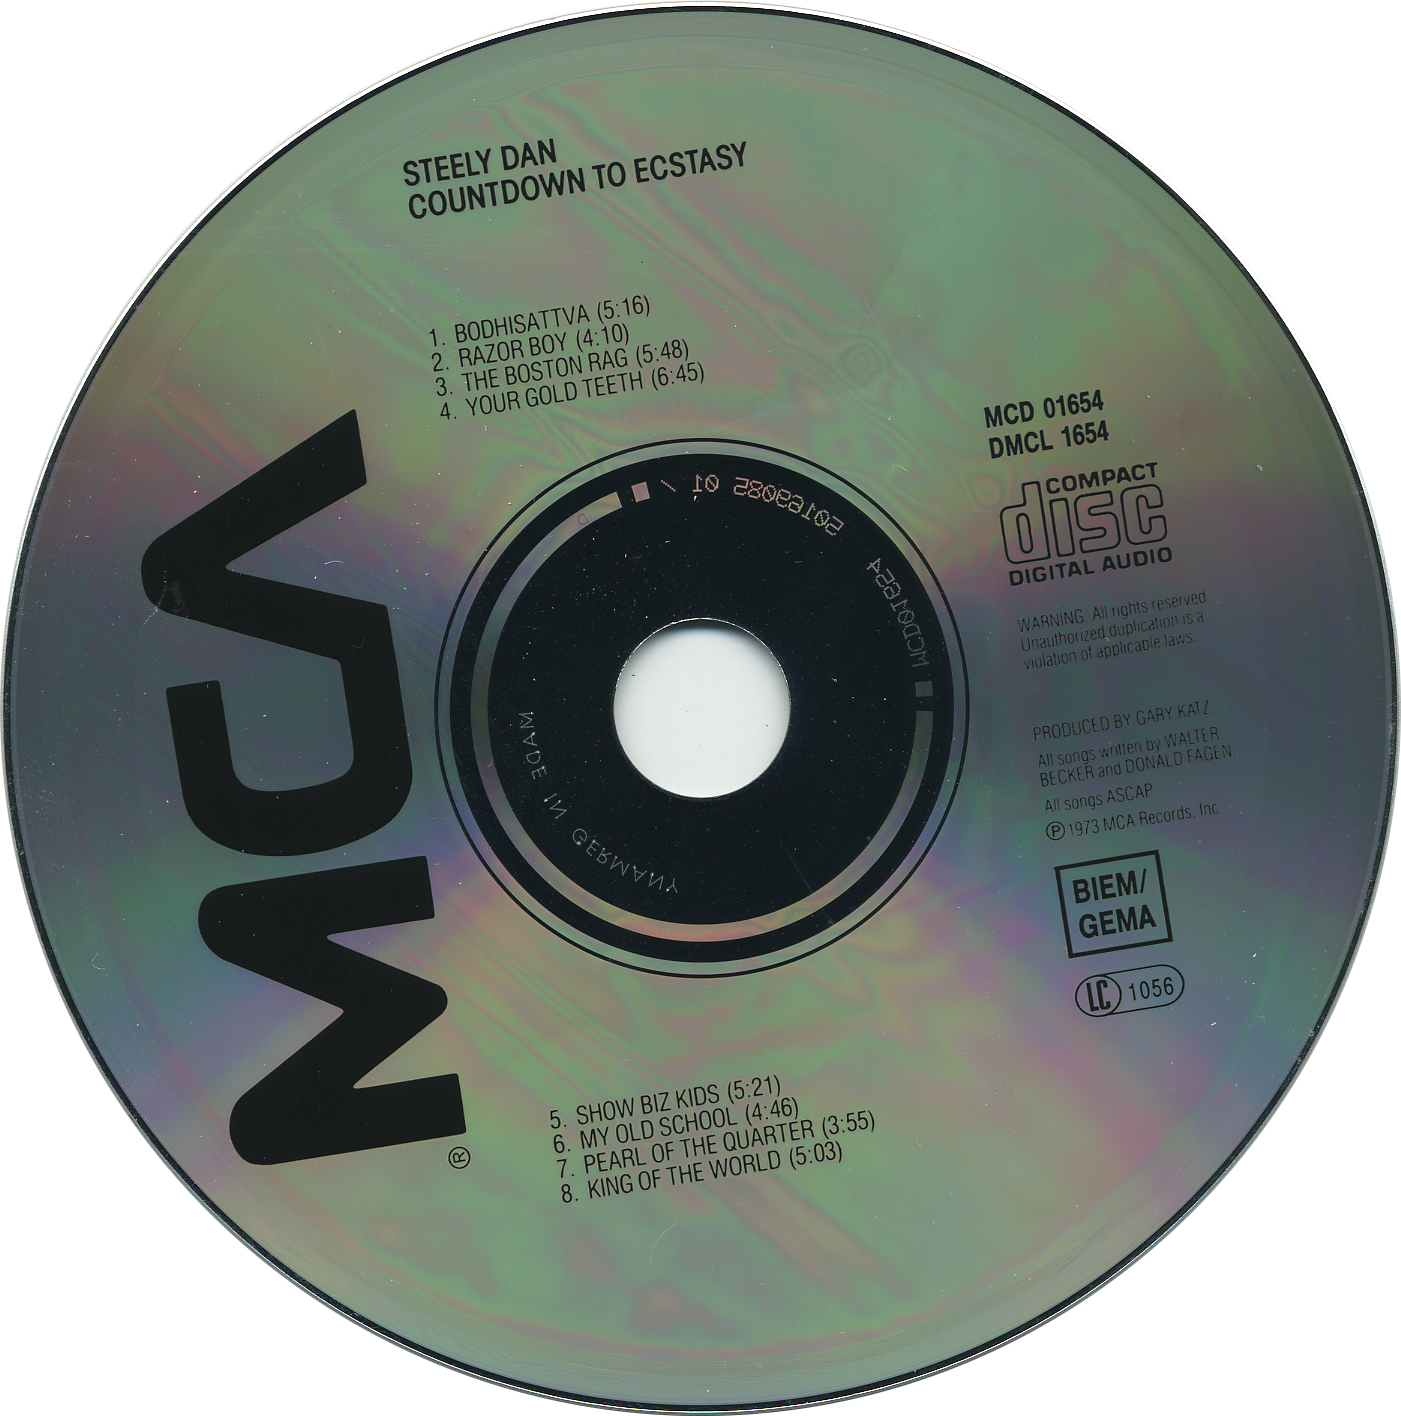 STEELY DAN
COUNTDOWN TO ECSTASY
1. BODHISATTVA (5:16)
2. RAZOR BOY (4:10)
3. THE BOSTON RAG (5:48)
4. YOUR GOLD TEETH (6:45)
MCA
®
MCD 01654
DMCL 1654
COMPACT
disc
DIGITAL AUDIO
WARNING. All rights reserved.
Unauthorized duplication is a
violation of applicable laws.
PRODUCED BY GARY KATZ
All songs written by WALTER
BECKER and DONALD FAGEN
All songs ASCAP
Ⓟ 1973 MCA Records, Inc.
BIEM/
GEMA
LC 1056
50169085 01 /
MCD01654
MADE IN GERMANY
5. SHOW BIZ KIDS (5:21)
6. MY OLD SCHOOL (4:46)
7. PEARL OF THE QUARTER (3:55)
8. KING OF THE WORLD (5:03)